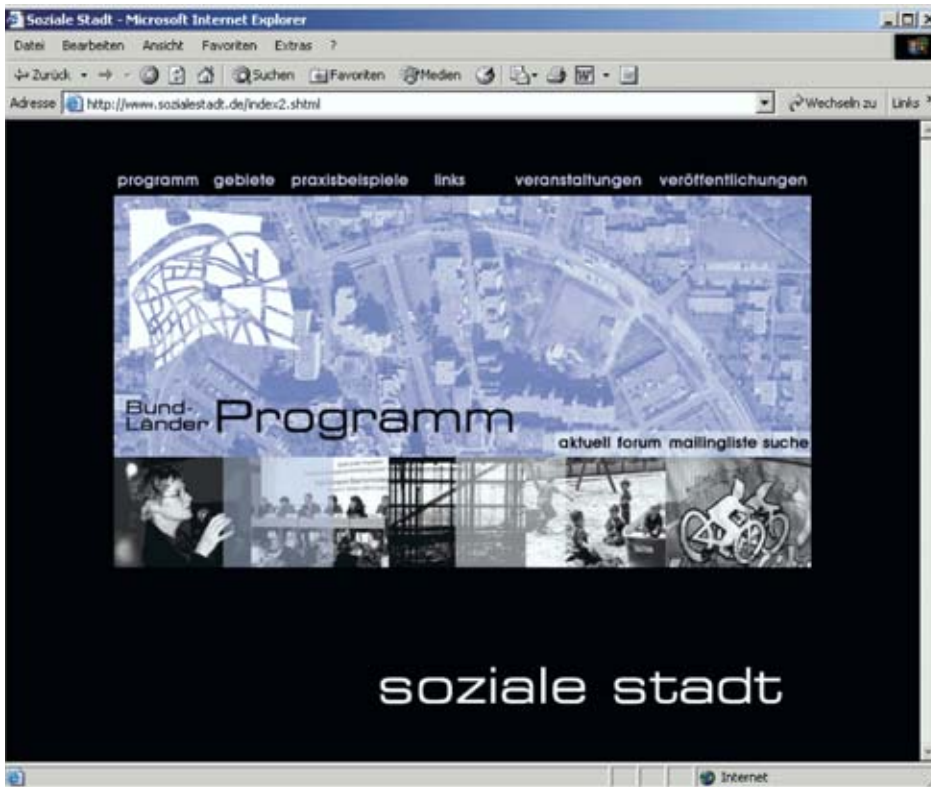 Soziale Stadt - Microsoft Internet Explorer
Datei Bearbeiten Ansicht Favoriten Extras ?
Zurück Suchen Favoriten Medien
Adresse http://www.sozialestadt.de/index2.shtml Wechseln zu Links
programm gebiete praxisbeispiele links veranstaltungen veröffentlichungen
Bund-
Länder Programm
aktuell forum mailingliste suche
soziale stadt
Internet